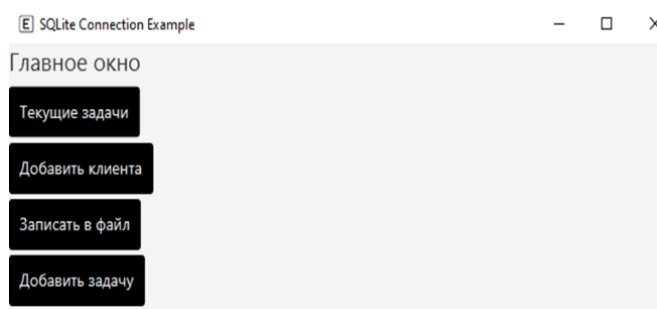 E SQLite Connection Example
Главное окно
Текущие задачи
Добавить клиента
Записать в файл
Добавить задачу